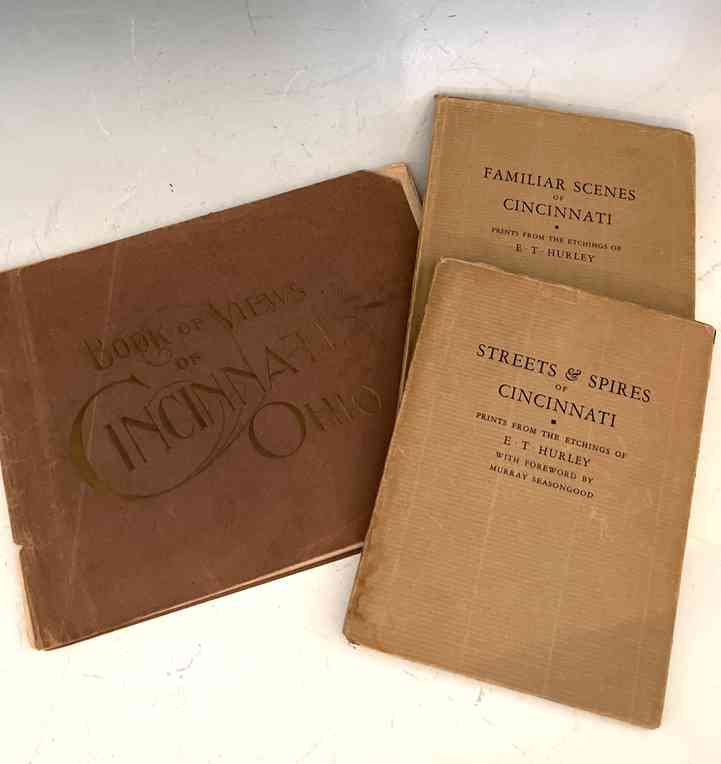 BOOK OF VIEWS
OF
CINCINNATI
OHIO
FAMILIAR SCENES
OF
CINCINNATI
PRINTS FROM THE ETCHINGS OF
E · T · HURLEY
STREETS & SPIRES
OF
CINCINNATI
PRINTS FROM THE ETCHINGS OF
E · T · HURLEY
WITH FOREWORD BY
MURRAY SEASONGOOD